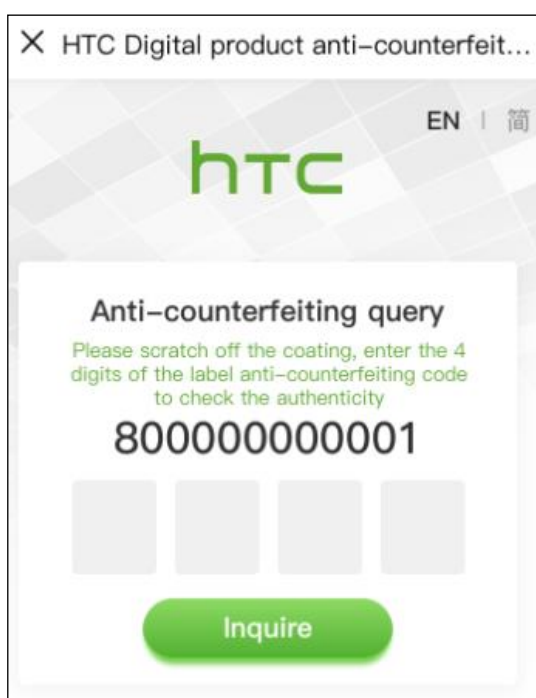 × HTC Digital product anti-counterfeit...
EN | 简
hTC
Anti-counterfeiting query
Please scratch off the coating, enter the 4
digits of the label anti-counterfeiting code
to check the authenticity
800000000001
Inquire